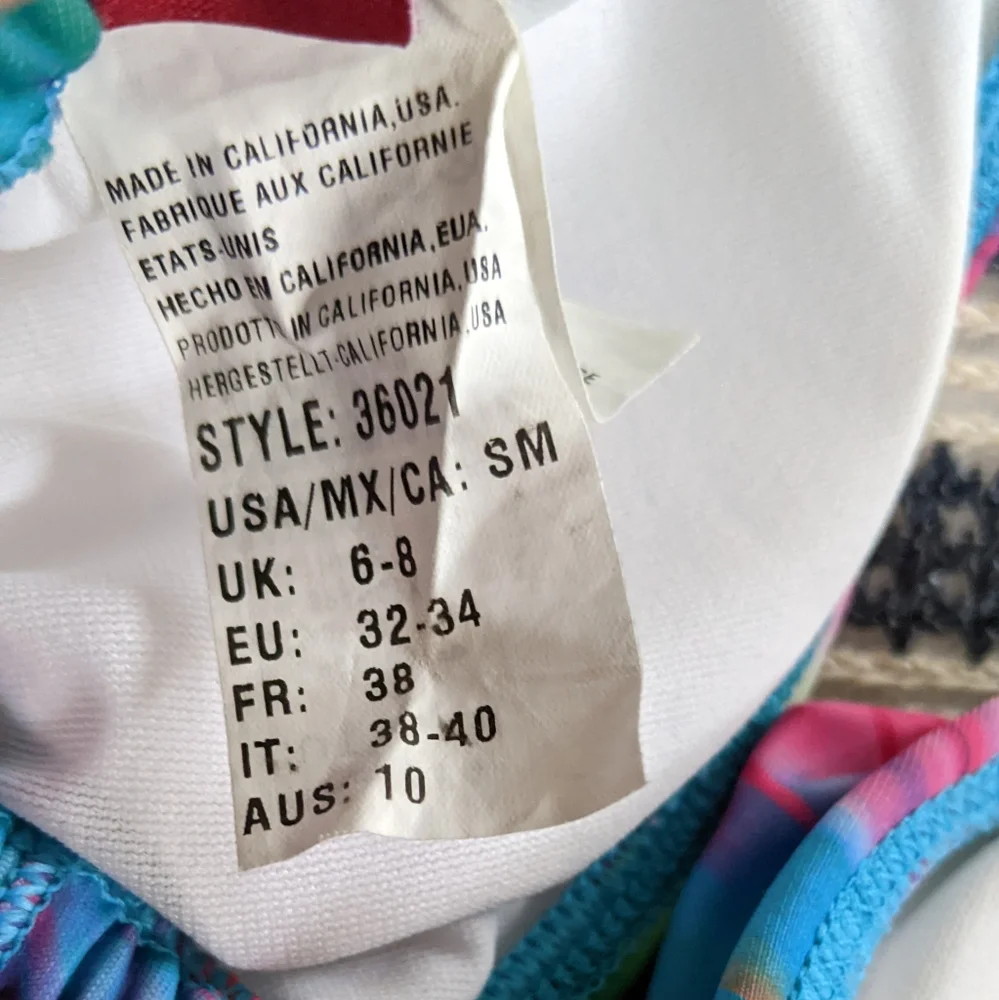 MADE IN CALIFORNIA,USA.
FABRIQUE AUX CALIFORNIE
ETATS-UNIS
HECHO EN CALIFORNIA,EUA.
PRODOTTI IN CALIFORNIA,USA
HERGESTELLT-CALIFORNIA,USA
STYLE: 36021
USA/MX/CA: SM
UK: 6-8
EU: 32-34
FR: 38
IT: 38-40
AUS: 10